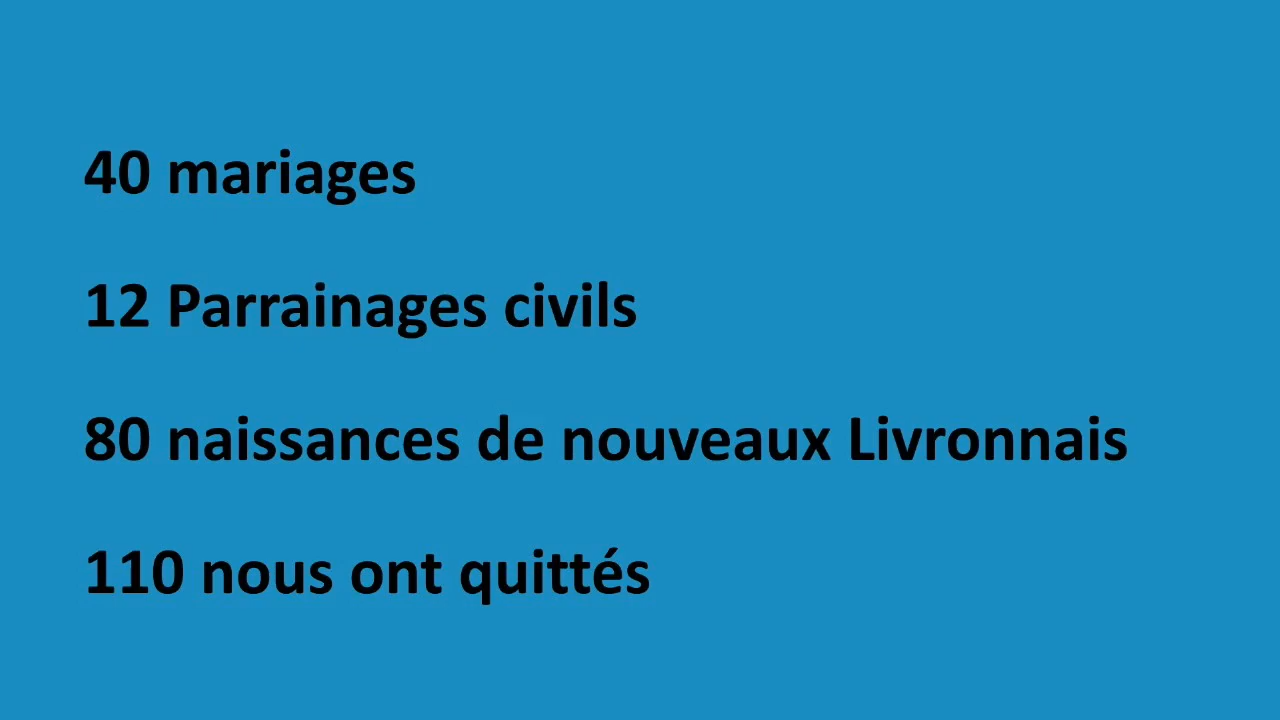 40 mariages
12 Parrainages civils
80 naissances de nouveaux Livronnais
110 nous ont quittés